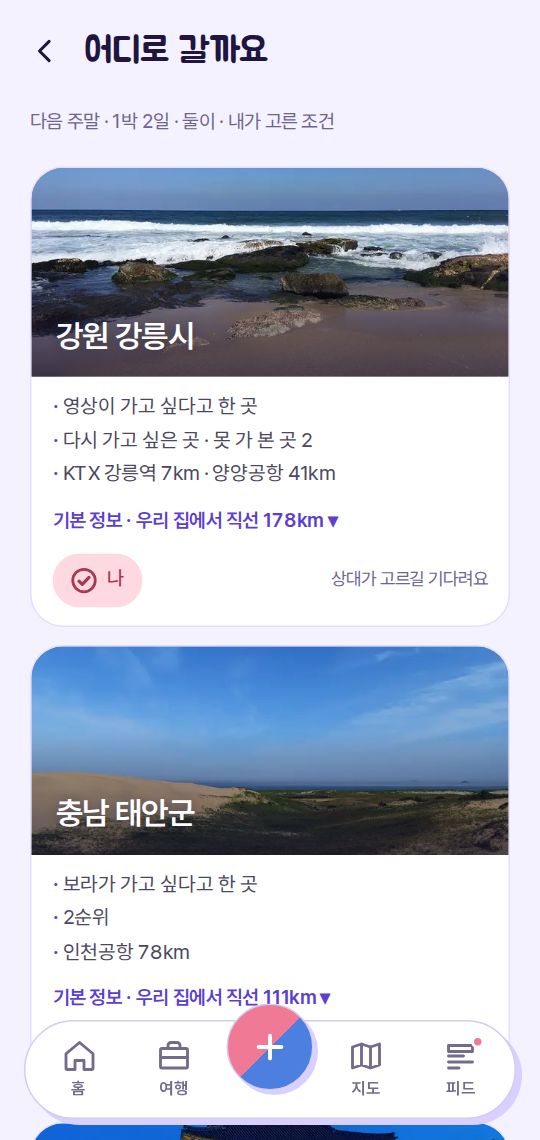 어디로 갈까요
다음 주말 · 1박 2일 · 둘이 · 내가 고른 조건
강원 강릉시
· 영상이 가고 싶다고 한 곳
· 다시 가고 싶은 곳 · 못 가 본 곳 2
· KTX 강릉역 7km · 양양공항 41km
기본 정보 · 우리 집에서 직선 178km ▾
나
상대가 고르길 기다려요
충남 태안군
· 보라가 가고 싶다고 한 곳
· 2순위
· 인천공항 78km
기본 정보 · 우리 집에서 직선 111km ▾
홈
여행
지도
피드